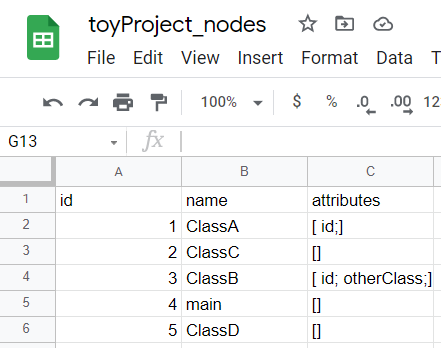 toyProject_nodes
File Edit View Insert Format Data T
100% $ % .0 .00 12
G13 fx
A B C
1 id name attributes
2 1 ClassA [ id;]
3 2 ClassC []
4 3 ClassB [ id; otherClass;]
5 4 main []
6 5 ClassD []